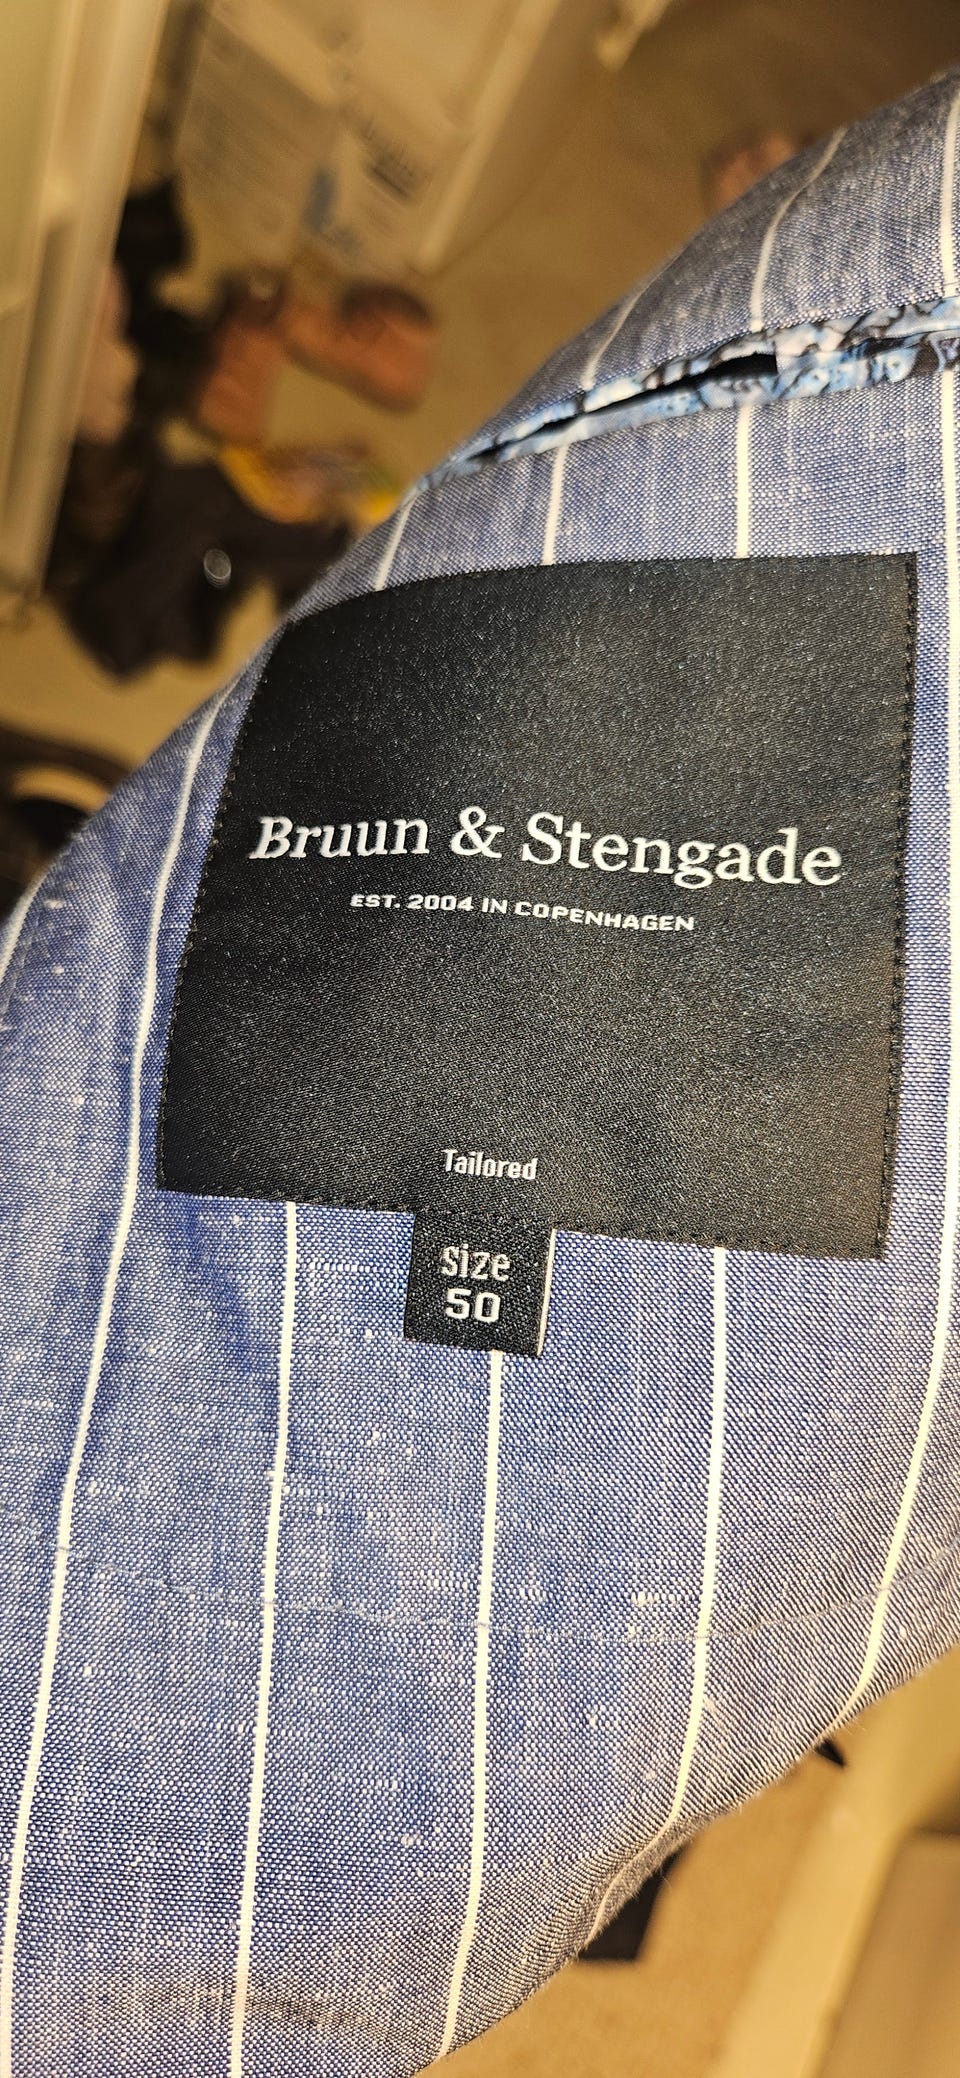 Bruun & Stengade
EST. 2004 IN COPENHAGEN
Tailored
size
50